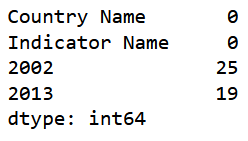 Country Name 0
Indicator Name 0
2002 25
2013 19
dtype: int64